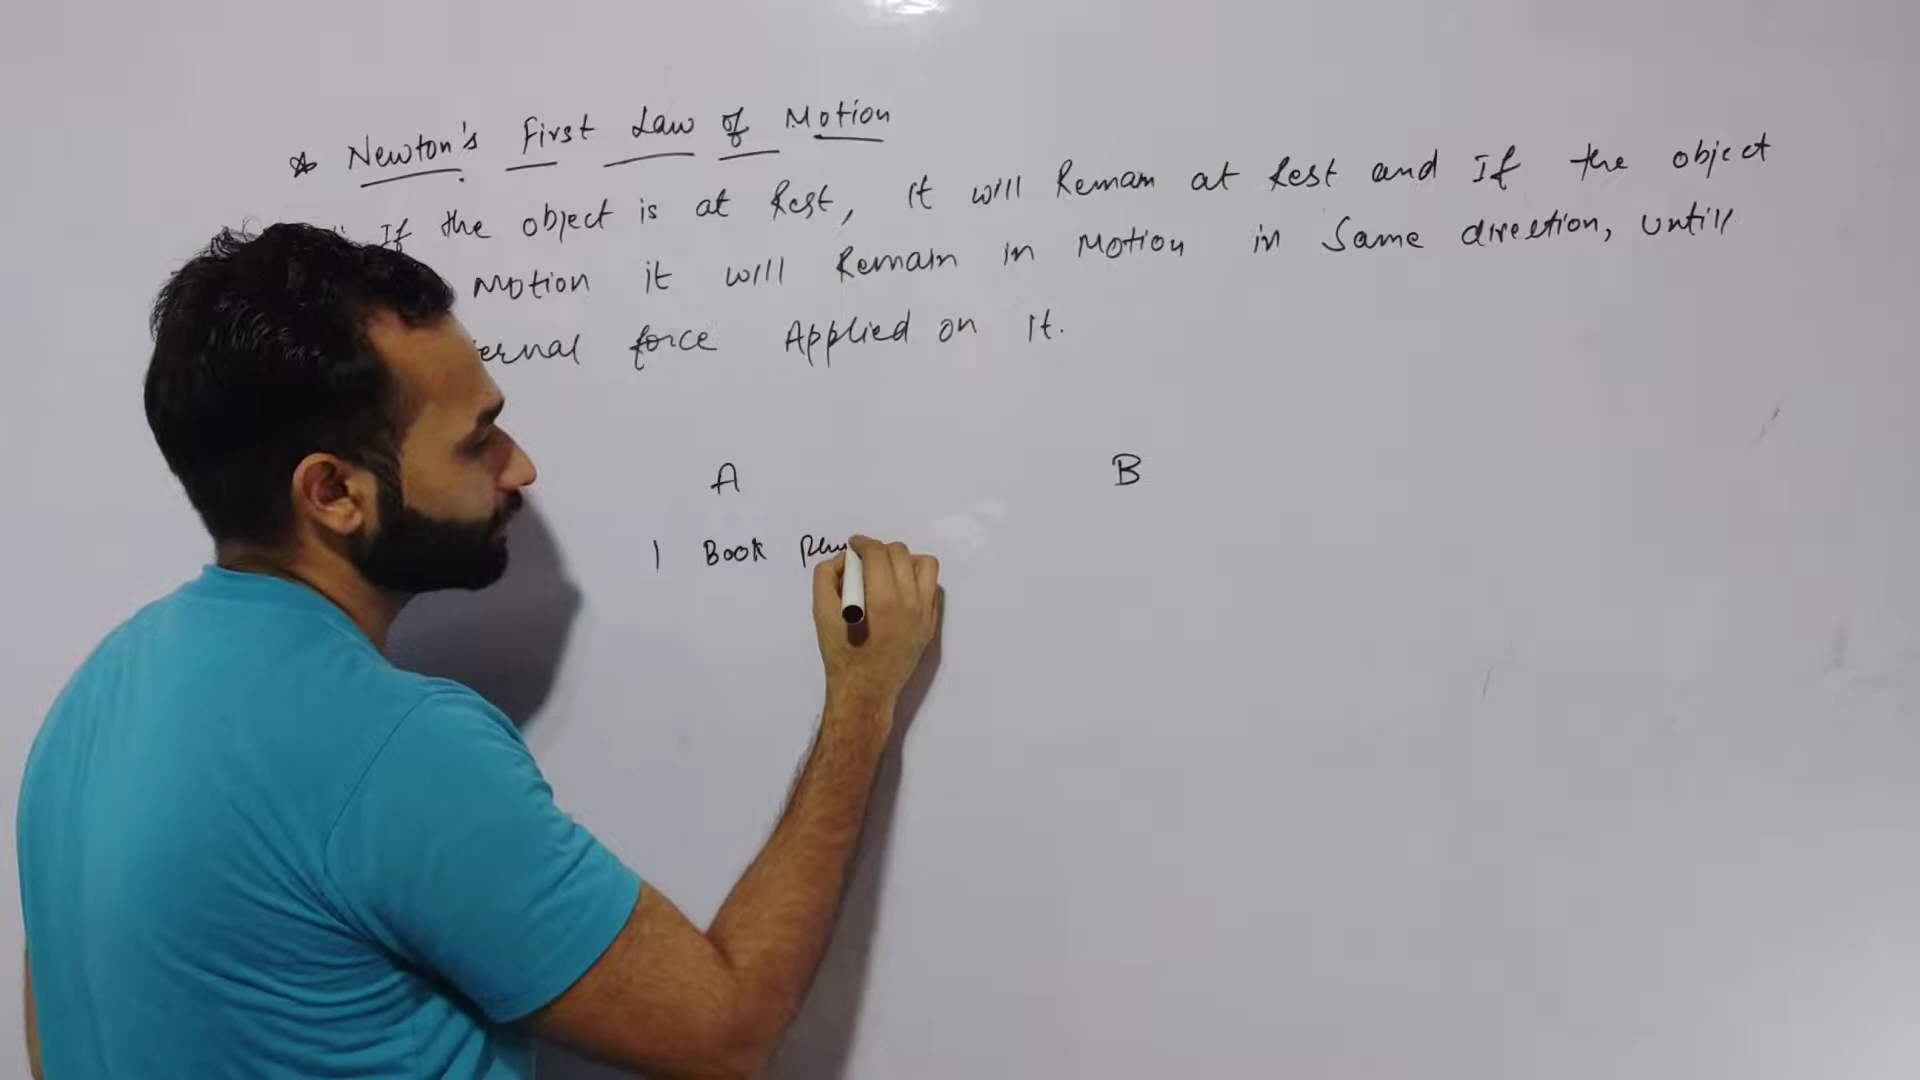 Newton's First Law of Motion
If the object is at Rest, it will Remain at Rest and If the object
Motion it will Remain in Motion in Same direction, untill
ernal force Applied on it.
A B
1 Book